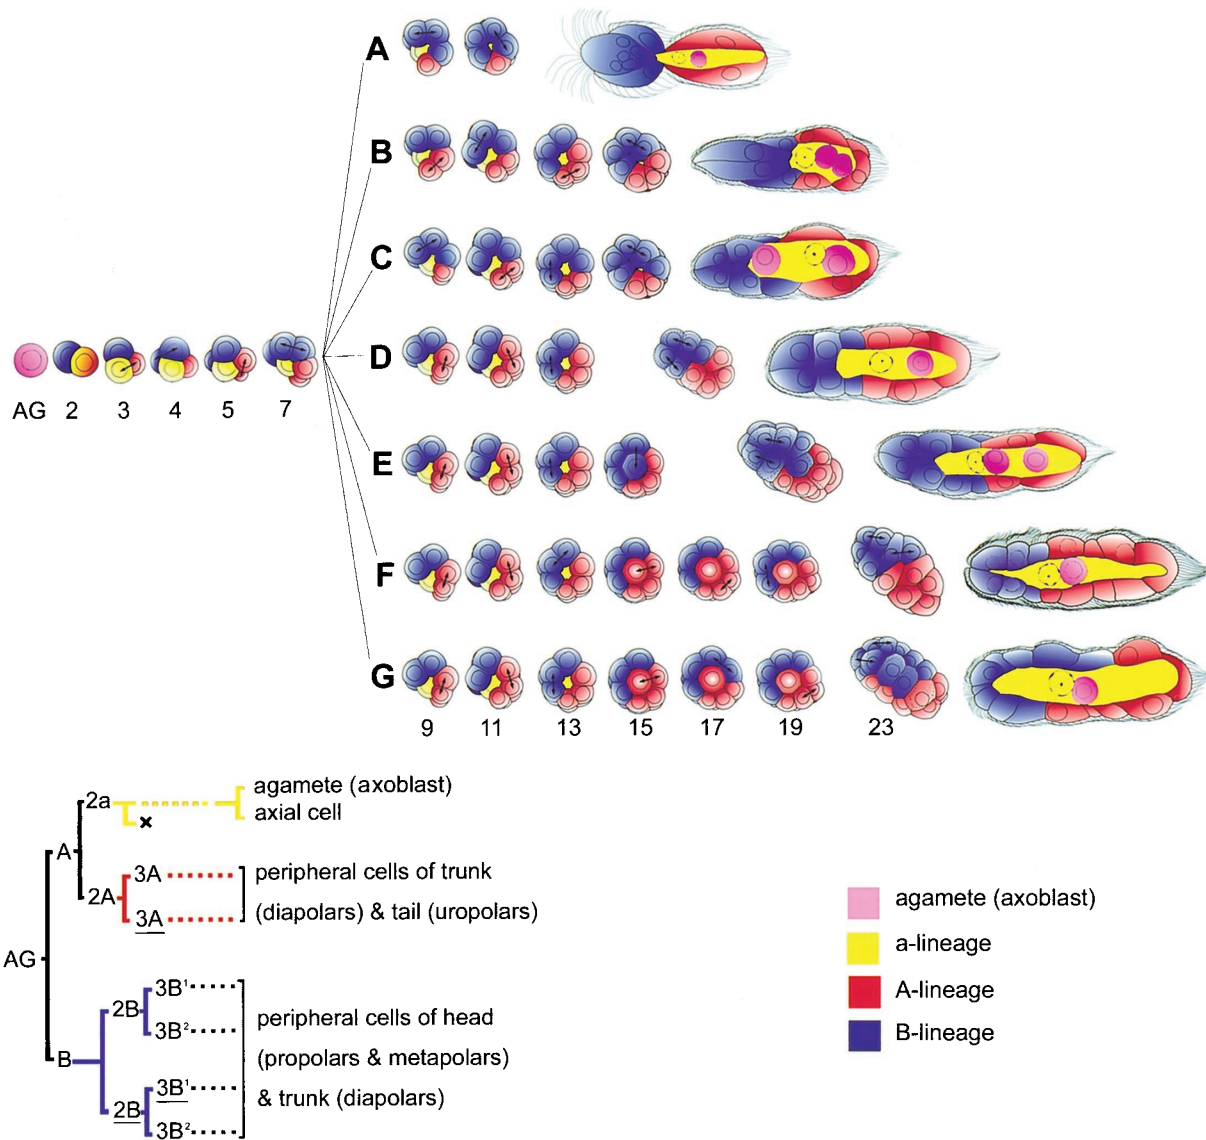 A
B
C
AG 2 3 4 5 7
D
E
F
G
9 11 13 15 17 19 23
agamete (axoblast)
2a
axial cell
×
A
3A
peripheral cells of trunk
2A
(diapolars) & tail (uropolars)
3A
AG
3B¹
2B
peripheral cells of head
3B²
(propolars & metapolars)
B
3B¹
& trunk (diapolars)
2B
3B²
agamete (axoblast)
a-lineage
A-lineage
B-lineage